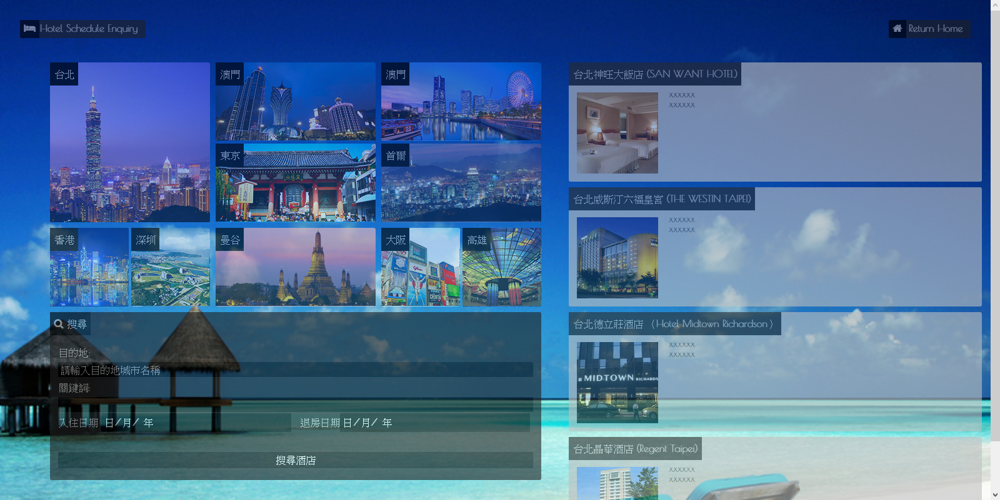 Hotel Schedule Enquiry
Return Home
台北
澳門
澳門
東京
首爾
香港
深圳
曼谷
大阪
高雄
搜尋
目的地:
請輸入目的地城市名稱
關鍵詞:
入住日期 日/月/ 年
退房日期 日/月/ 年
搜尋酒店
台北神旺大飯店 (SAN WANT HOTEL)
xxxxxx
xxxxxx
台北威斯汀六福皇宮 (THE WESTIN TAIPEI)
xxxxxx
xxxxxx
台北德立莊酒店 （Hotel Midtown Richardson）
MIDTOWN RICHARDS
xxxxxx
xxxxxx
台北晶華酒店 (Regent Taipei)
xxxxxx
xxxxxx